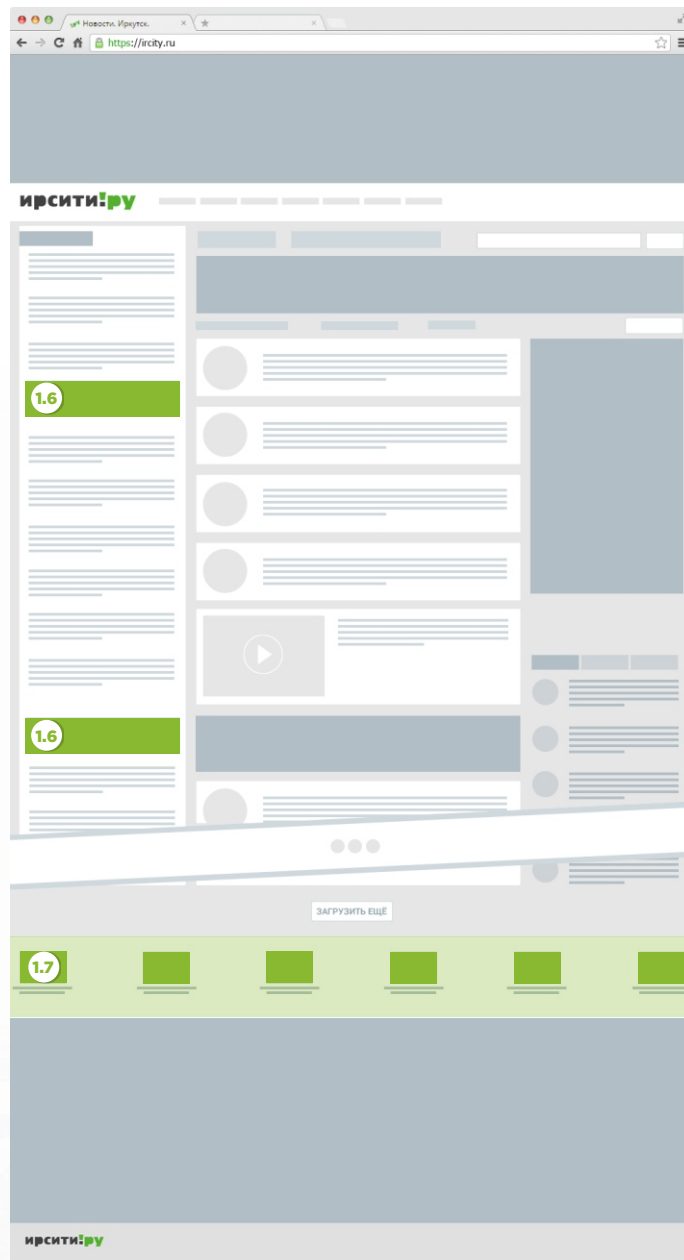 Новости. Иркутск.
https://ircity.ru
ирсити!ру
1.6
1.6
ЗАГРУЗИТЬ ЕЩЁ
1.7
ирсити!ру